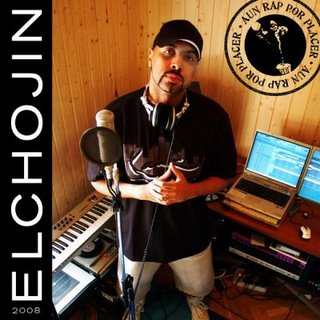 ELCHOJIN
2008
AUN RAP POR PLACER • AUN RAP POR PLACER •